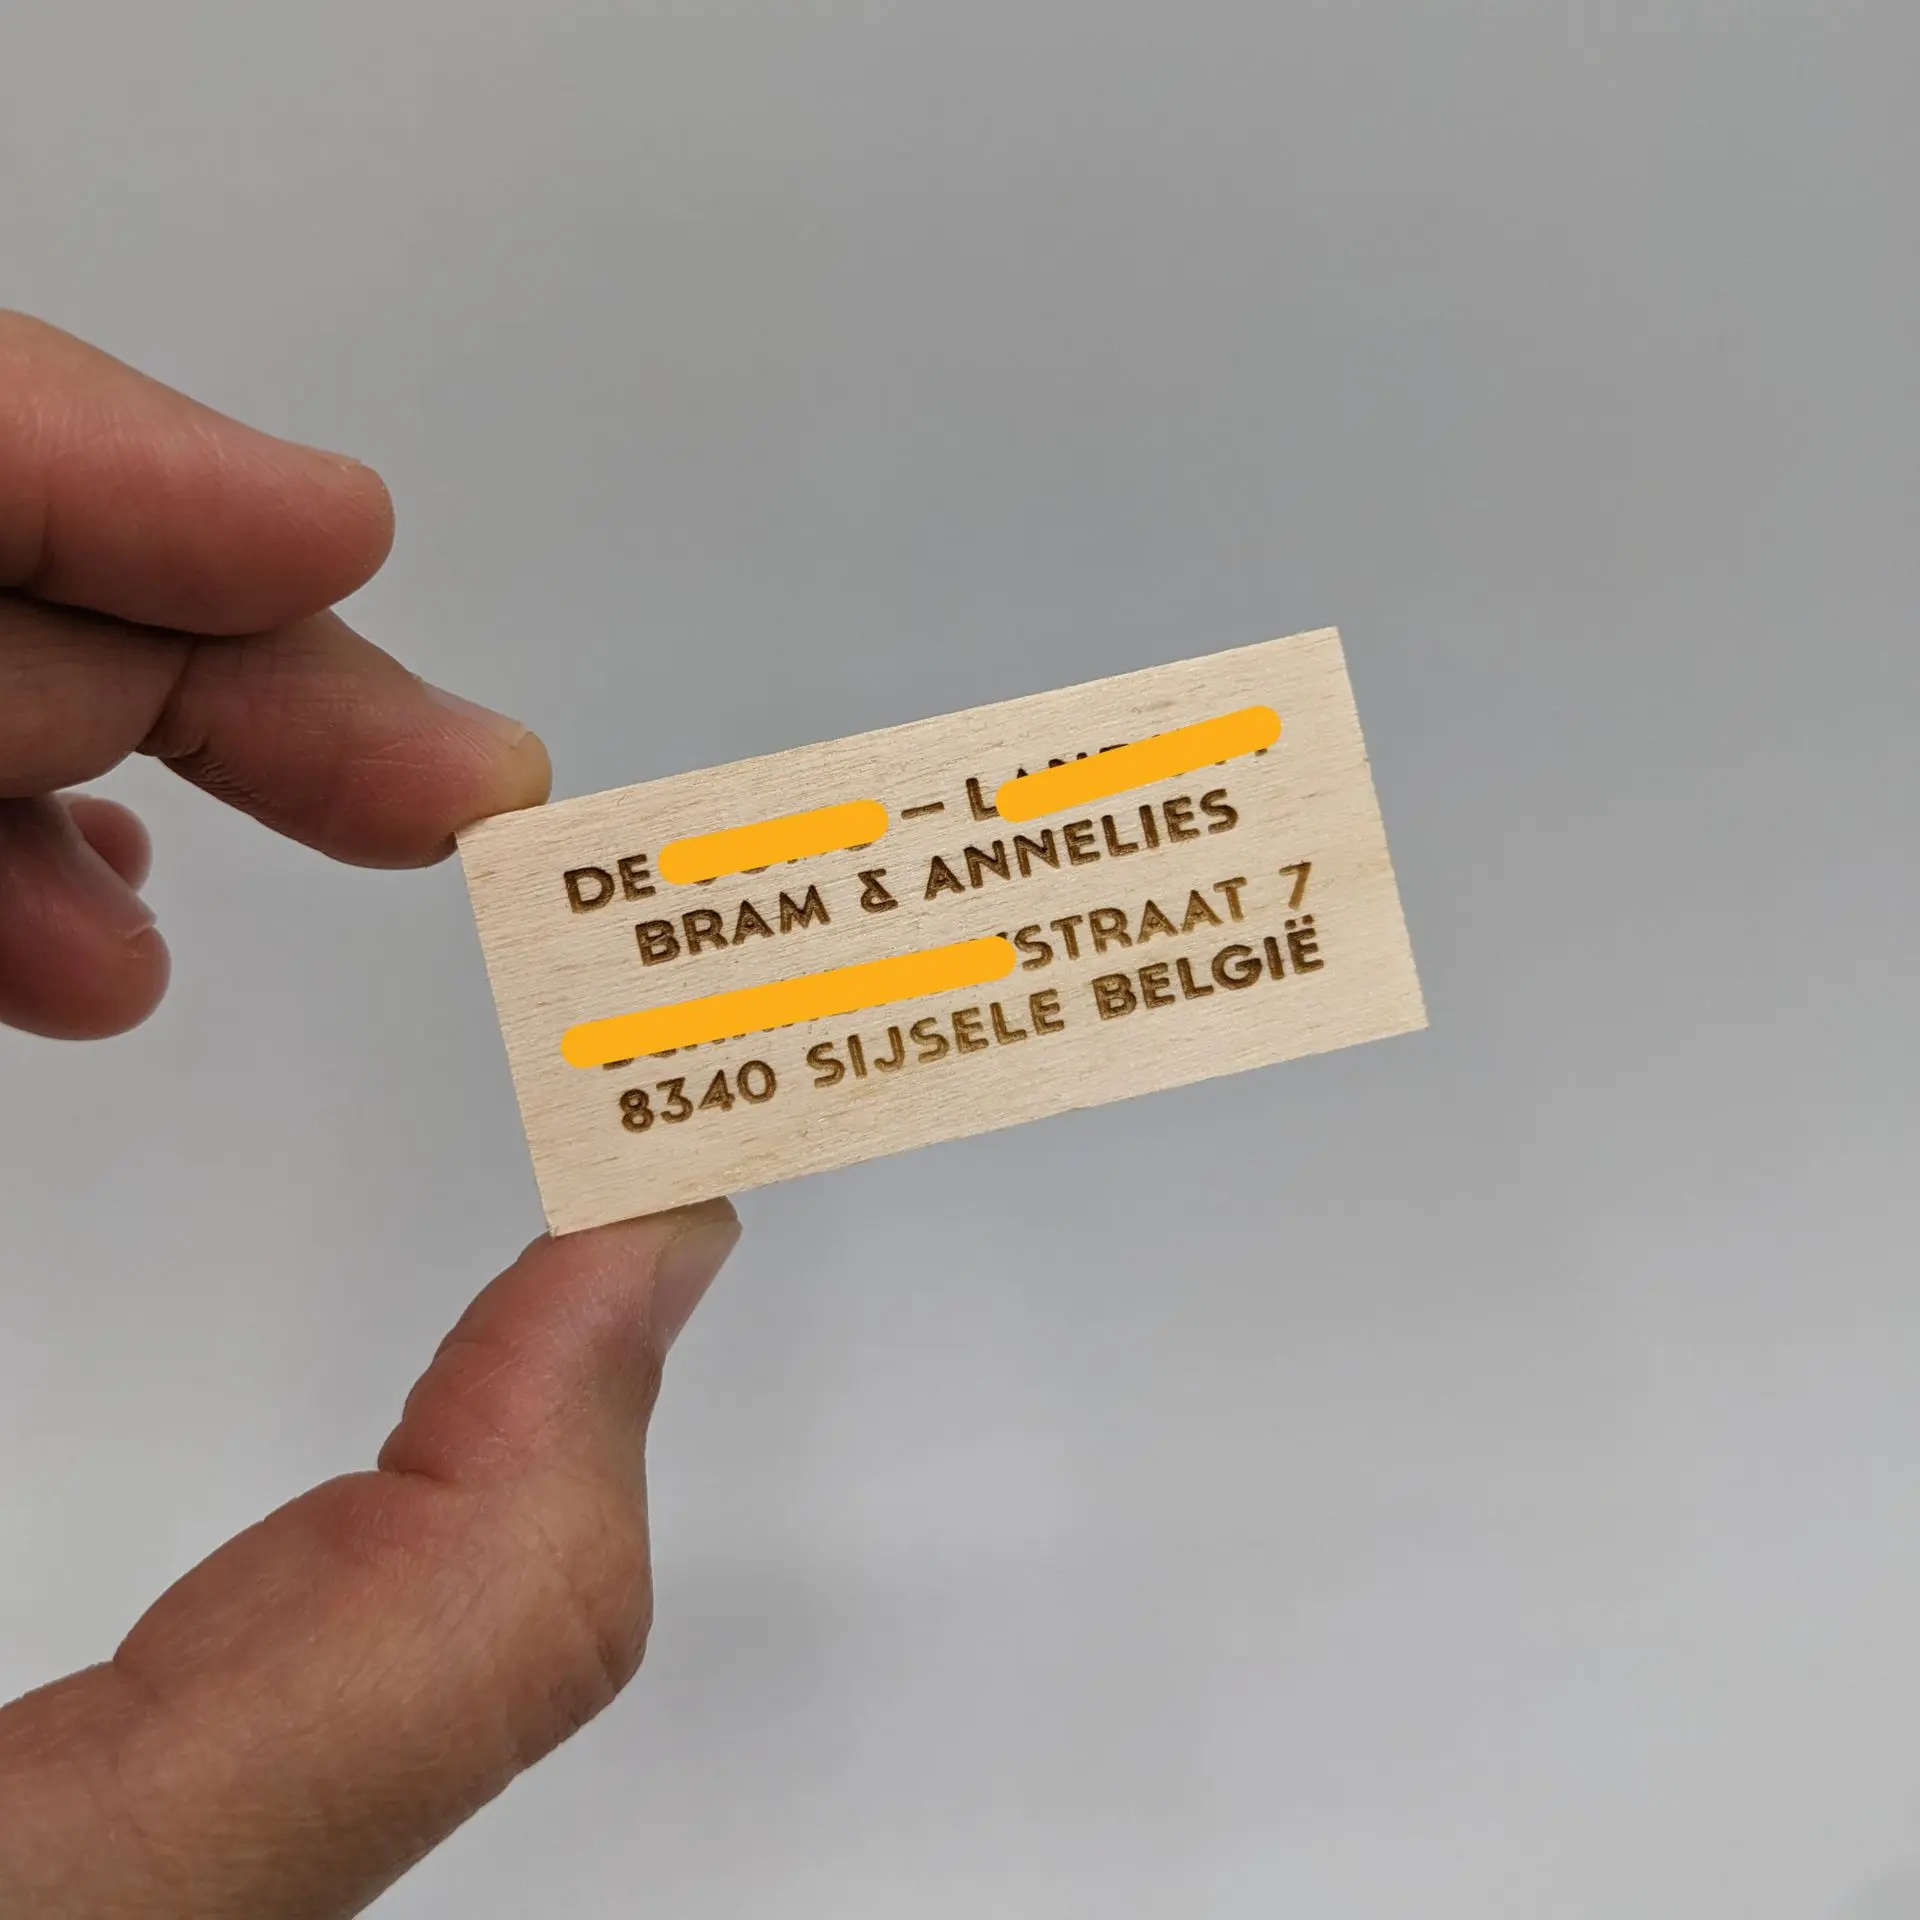 DE — L
BRAM & ANNELIES
STRAAT 7
8340 SIJSELE BELGIË